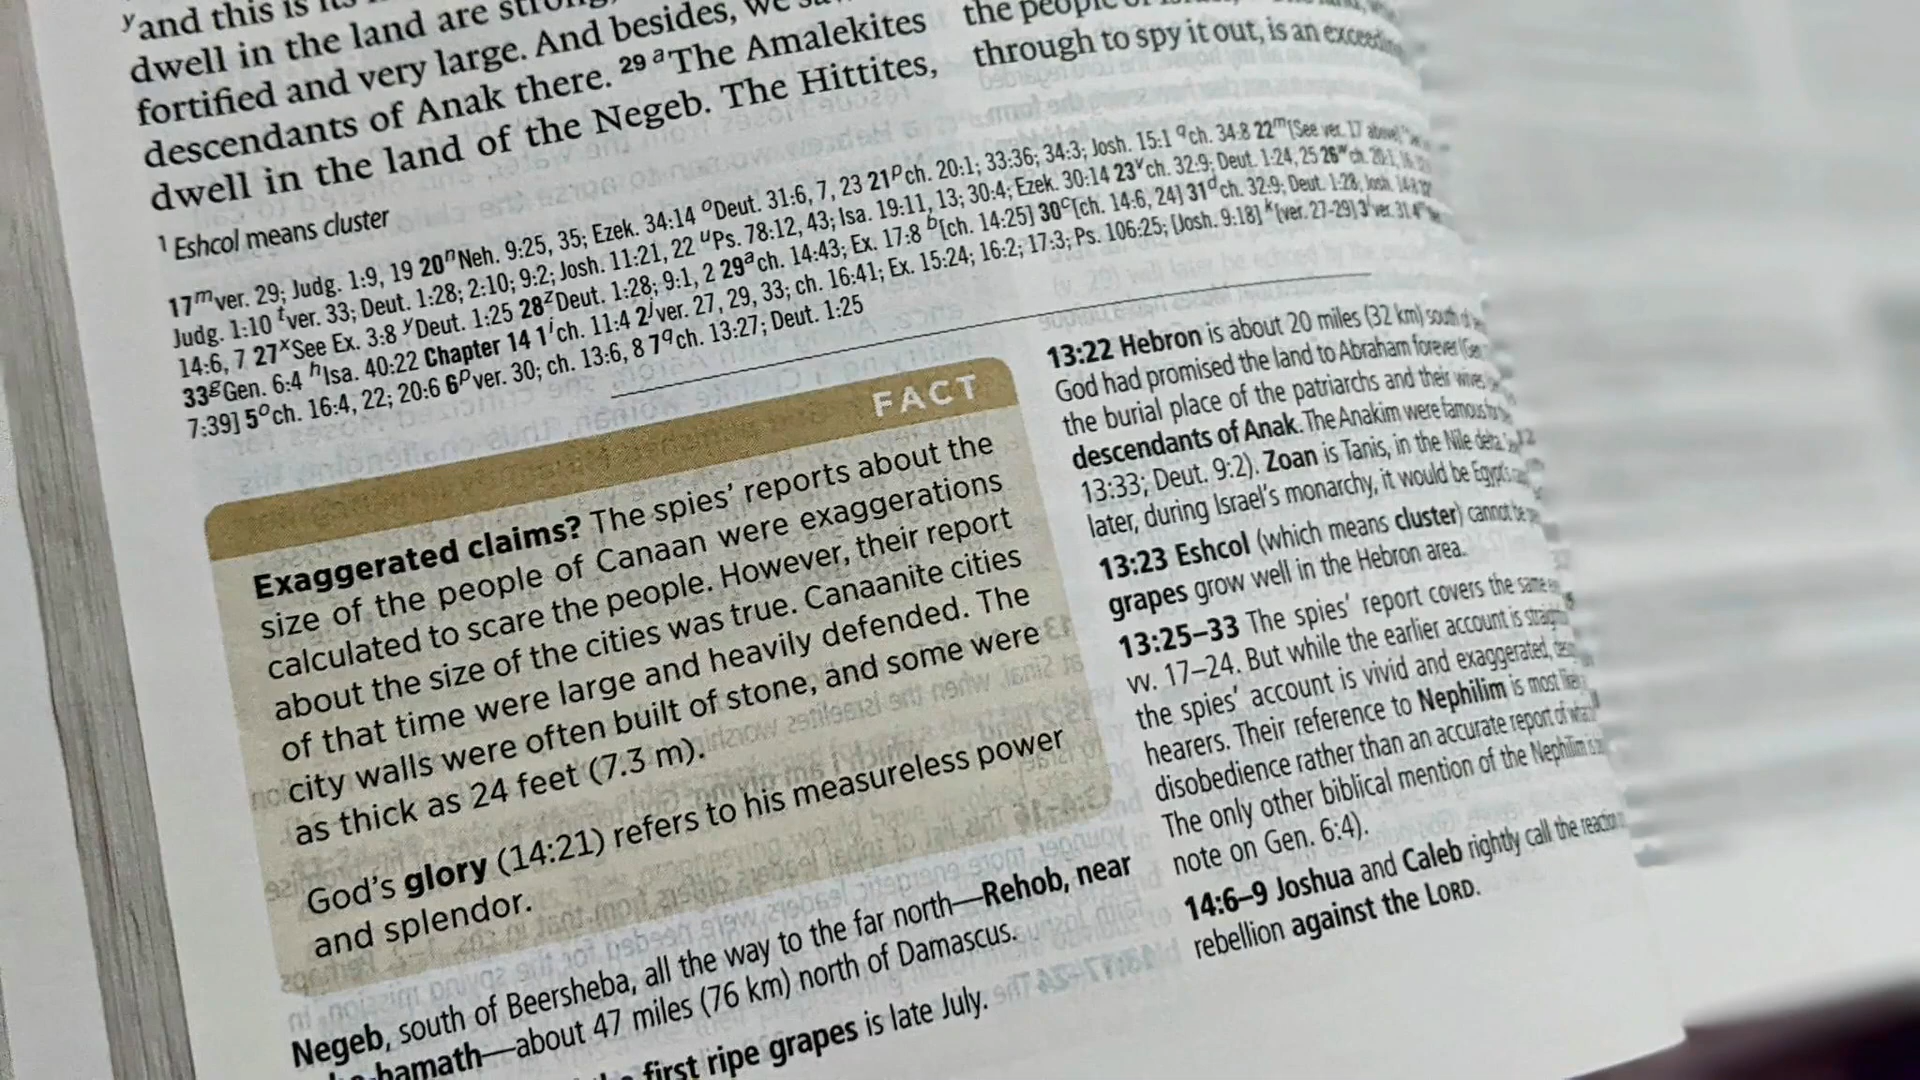 y and this is its
dwell in the land are strong,
fortified and very large. And besides, we saw
descendants of Anak there. 29 a The Amalekites
dwell in the land of the Negeb. The Hittites,
the people of
through to spy it out, is an
1 Eshcol means cluster
17 m ver. 29; Judg. 1:9, 19 20 n Neh. 9:25, 35; Ezek. 34:14 o Deut. 31:6, 7, 23 21 p ch. 20:1; 33:36; 34:3; Josh. 15:1 q ch. 34:8 22 m [See ver. 17 above]
Judg. 1:10 t ver. 33; Deut. 1:28; 2:10; 9:2; Josh. 11:21, 22 u Ps. 78:12, 43; Isa. 19:11, 13; 30:4; Ezek. 30:14 23 v ch. 32:9; Deut. 1:24, 25 26 w ch. 20:1, 16
14:6, 7 27 x See Ex. 3:8 y Deut. 1:25 28 z Deut. 1:28; 9:1, 2 29 a ch. 14:43; Ex. 17:8 b [ch. 14:25] 30 c [ch. 14:6, 24] 31 d ch. 32:9; Deut. 1:28; Josh.
33 g Gen. 6:4 h Isa. 40:22 Chapter 14 1 i ch. 11:4 2 j ver. 27, 29, 33; ch. 16:41; Ex. 15:24; 16:2; 17:3; Ps. 106:25; [Josh. 9:18] k [ver. 27-29] 3 l ver. 31
7:39] 5 o ch. 16:4, 22; 20:6 6 p ver. 30; ch. 13:6, 8 7 q ch. 13:27; Deut. 1:25
FACT
Exaggerated claims? The spies' reports about the
size of the people of Canaan were exaggerations
calculated to scare the people. However, their report
about the size of the cities was true. Canaanite cities
of that time were large and heavily defended. The
city walls were often built of stone, and some were
as thick as 24 feet (7.3 m).
God's glory (14:21) refers to his measureless power
and splendor.
Negeb, south of Beersheba, all the way to the far north—Rehob, near
hamath—about 47 miles (76 km) north of Damascus.
first ripe grapes is late July.
13:22 Hebron is about 20 miles (32 km) south of
God had promised the land to Abraham forever (Gen.
the burial place of the patriarchs and their wives
descendants of Anak. The Anakim were famous for
13:33; Deut. 9:2). Zoan is Tanis, in the Nile delta
later, during Israel's monarchy, it would be Egypt's
13:23 Eshcol (which means cluster) cannot be
grapes grow well in the Hebron area.
13:25–33 The spies' report covers the same
vv. 17–24. But while the earlier account is
the spies' account is vivid and exaggerated,
hearers. Their reference to Nephilim is most
disobedience rather than an accurate report of
The only other biblical mention of the Nephilim is
note on Gen. 6:4).
14:6–9 Joshua and Caleb rightly call the reaction
rebellion against the LORD.